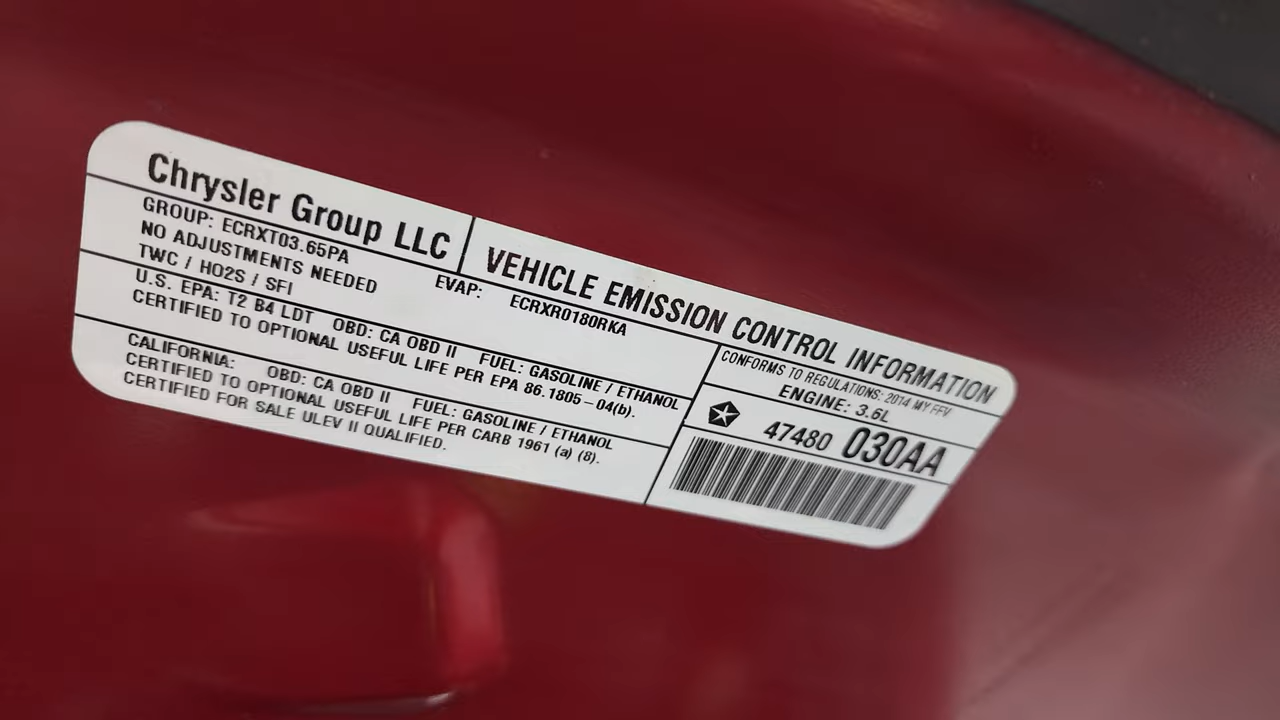 Chrysler Group LLC
VEHICLE EMISSION CONTROL INFORMATION
GROUP: ECRXT03.65PA
EVAP: ECRXR0180RKA
NO ADJUSTMENTS NEEDED
TWC / HO2S / SFI
U.S. EPA: T2 B4 LDT OBD: CA OBD II FUEL: GASOLINE / ETHANOL
CERTIFIED TO OPTIONAL USEFUL LIFE PER EPA 86.1805-04(b).
CALIFORNIA: OBD: CA OBD II FUEL: GASOLINE / ETHANOL
CERTIFIED TO OPTIONAL USEFUL LIFE PER CARB 1961 (a) (8).
CERTIFIED FOR SALE ULEV II QUALIFIED.
CONFORMS TO REGULATIONS: 2014 MY FFV
ENGINE: 3.6L
47480 030AA